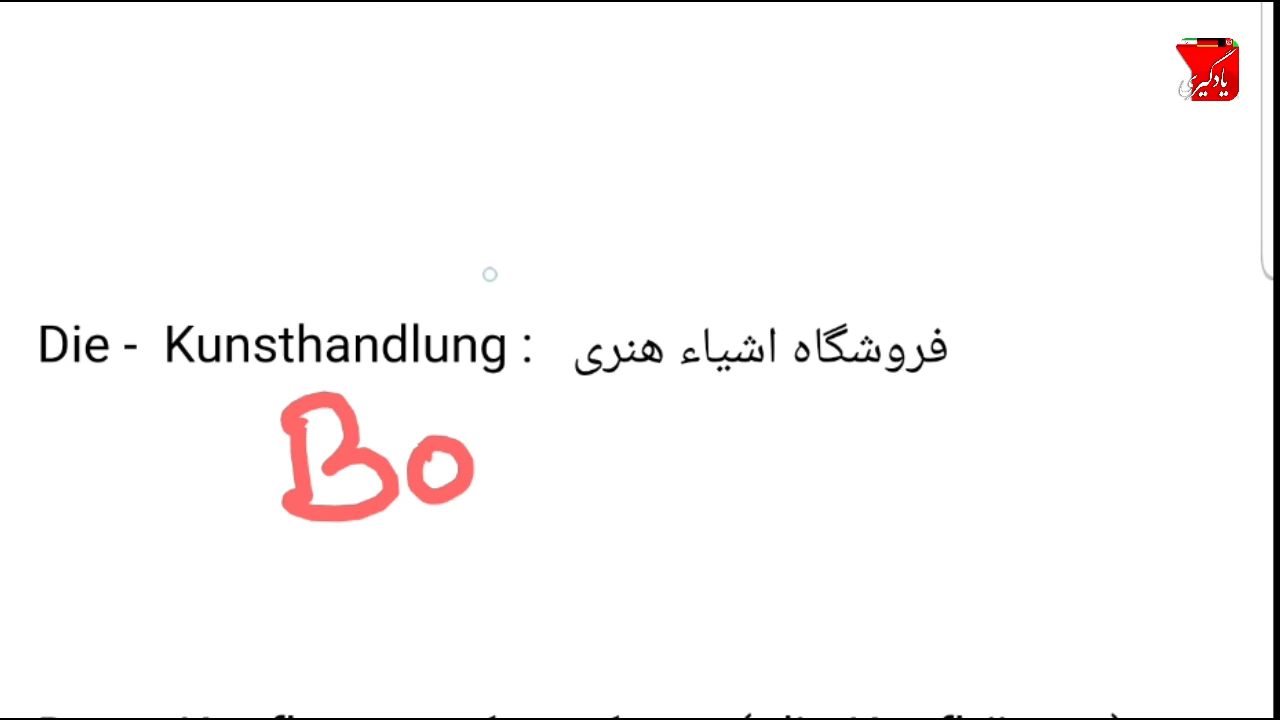 یادگیری
Die - Kunsthandlung : فروشگاه اشیاء هنری
Bo